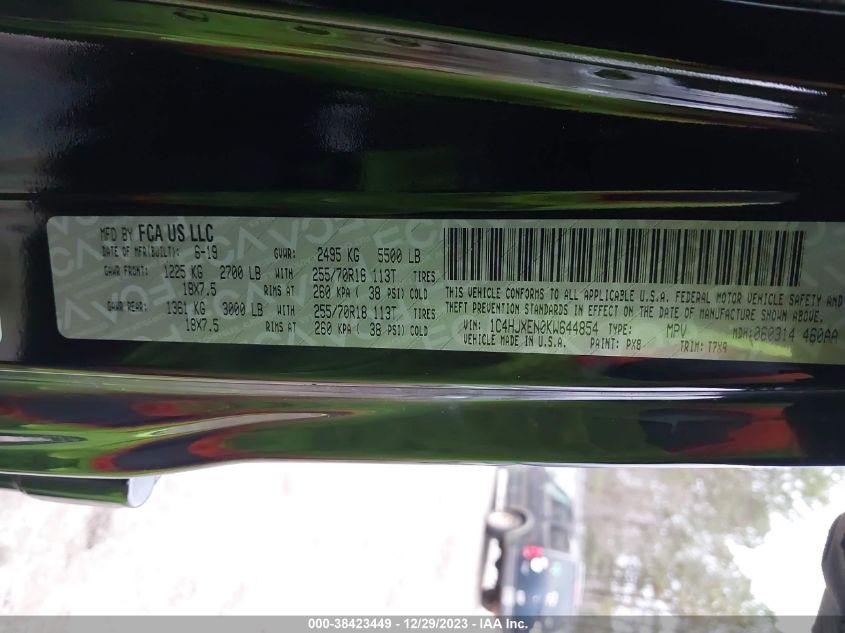 MFD BY FCA US LLC
DATE OF MFR(BUILT): 6-19 GVWR: 2495 KG 5500 LB
GAWR FRONT: 1225 KG 2700 LB WITH 255/70R18 113T TIRES
18X7.5 RIMS AT 260 KPA ( 38 PSI) COLD
GAWR REAR: 1361 KG 3000 LB WITH 255/70R18 113T TIRES
18X7.5 RIMS AT 260 KPA ( 38 PSI) COLD
THIS VEHICLE CONFORMS TO ALL APPLICABLE U.S.A. FEDERAL MOTOR VEHICLE SAFETY AND
THEFT PREVENTION STANDARDS IN EFFECT ON THE DATE OF MANUFACTURE SHOWN ABOVE.
VIN: 1C4HJXEN0KW644854 TYPE: MPV MDH:060314 460AA
VEHICLE MADE IN U.S.A. PAINT: PX8 TRIM: T7X9
000-38423449 - 12/29/2023 - IAA Inc.